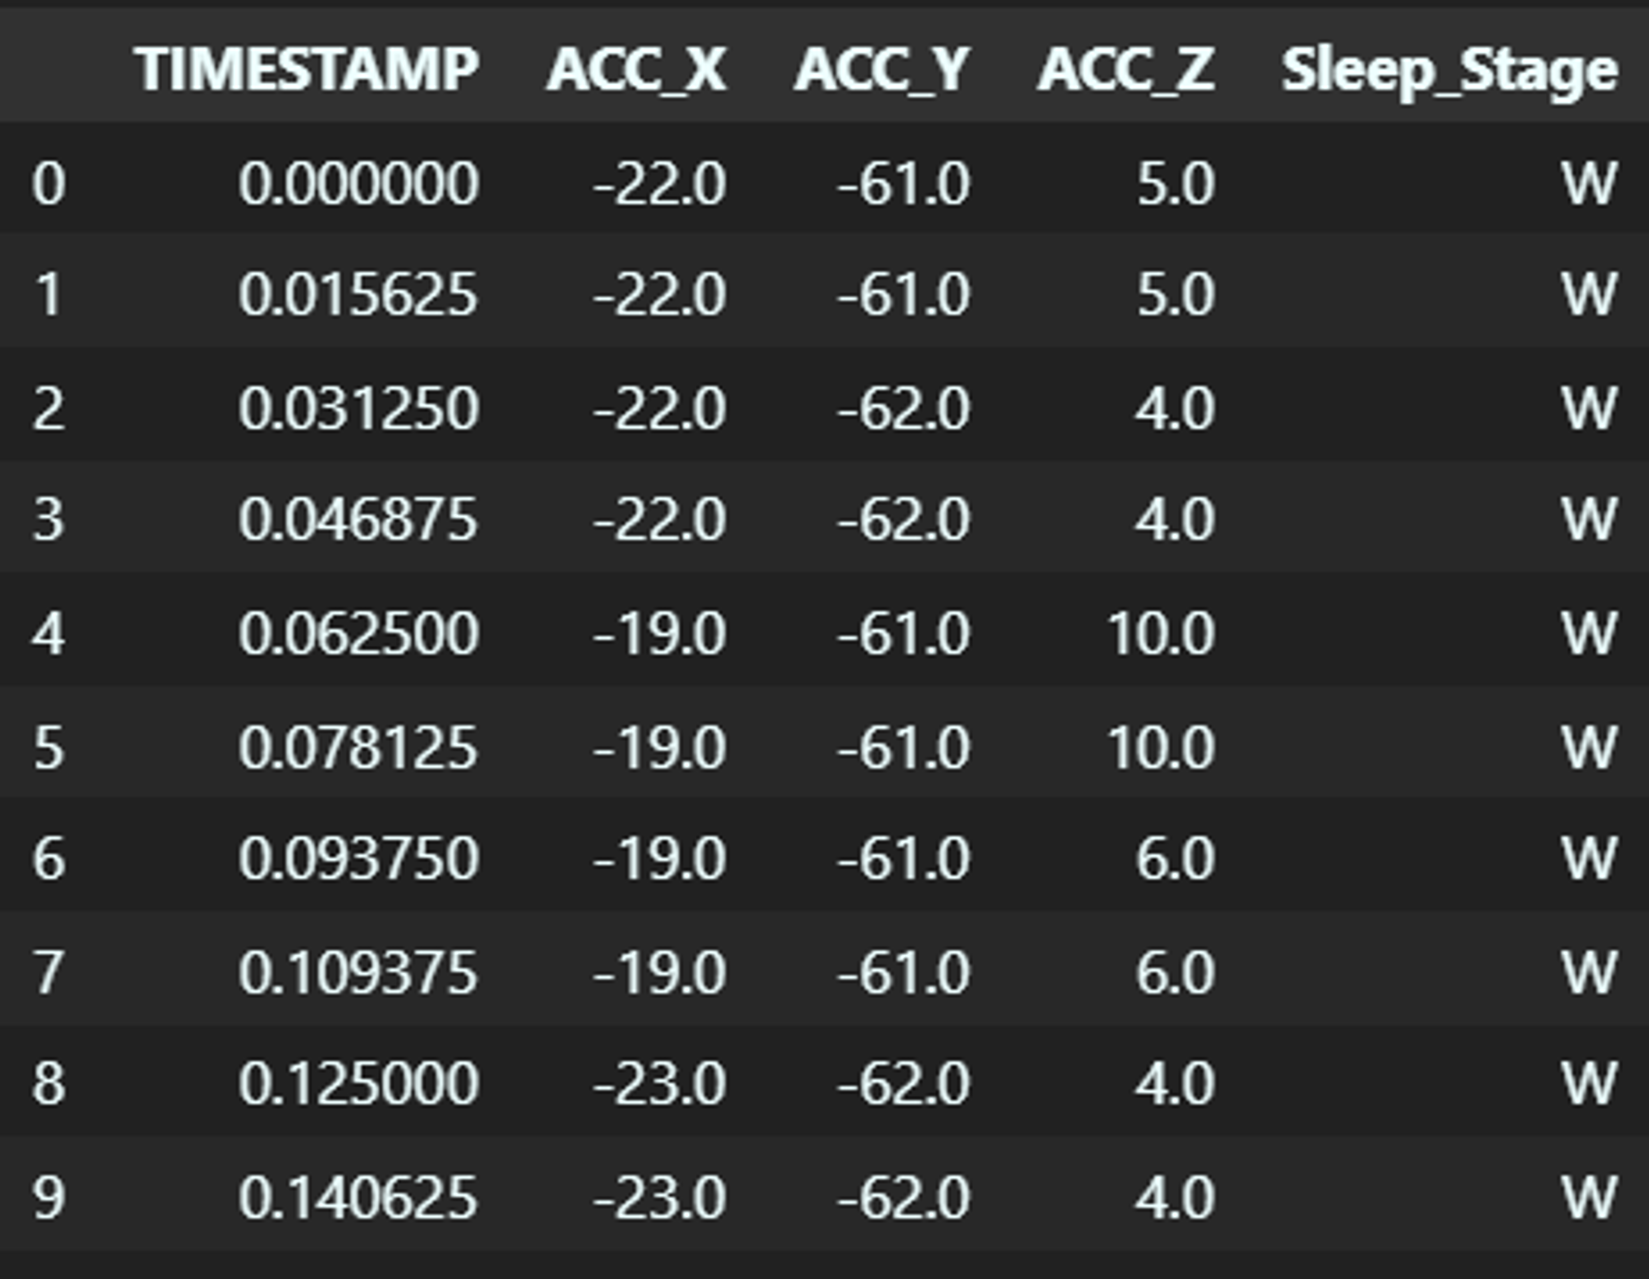 TIMESTAMP ACC_X ACC_Y ACC_Z Sleep_Stage
0 0.000000 -22.0 -61.0 5.0 W
1 0.015625 -22.0 -61.0 5.0 W
2 0.031250 -22.0 -62.0 4.0 W
3 0.046875 -22.0 -62.0 4.0 W
4 0.062500 -19.0 -61.0 10.0 W
5 0.078125 -19.0 -61.0 10.0 W
6 0.093750 -19.0 -61.0 6.0 W
7 0.109375 -19.0 -61.0 6.0 W
8 0.125000 -23.0 -62.0 4.0 W
9 0.140625 -23.0 -62.0 4.0 W